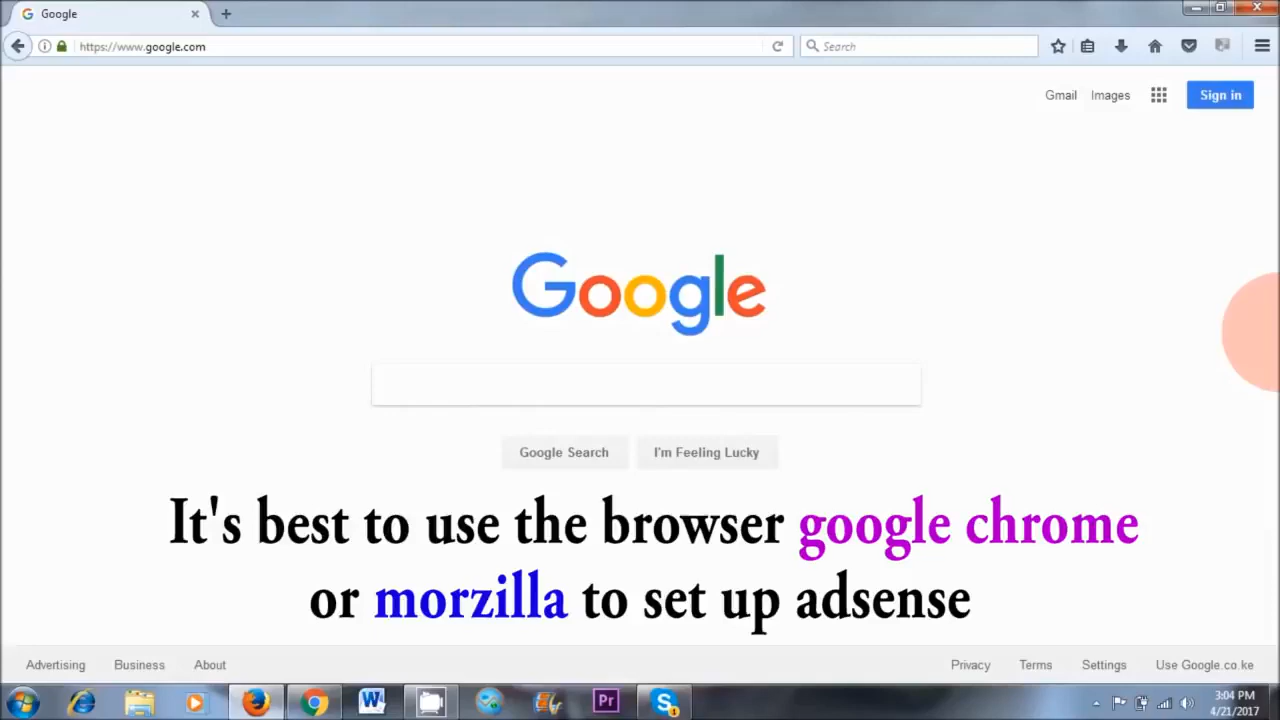 Google
https://www.google.com
Search
Gmail Images Sign in
Google
Google Search I'm Feeling Lucky
It's best to use the browser google chrome
or morzilla to set up adsense
Advertising Business About Privacy Terms Settings Use Google.co.ke
W Pr S 1 3:04 PM
4/21/2017